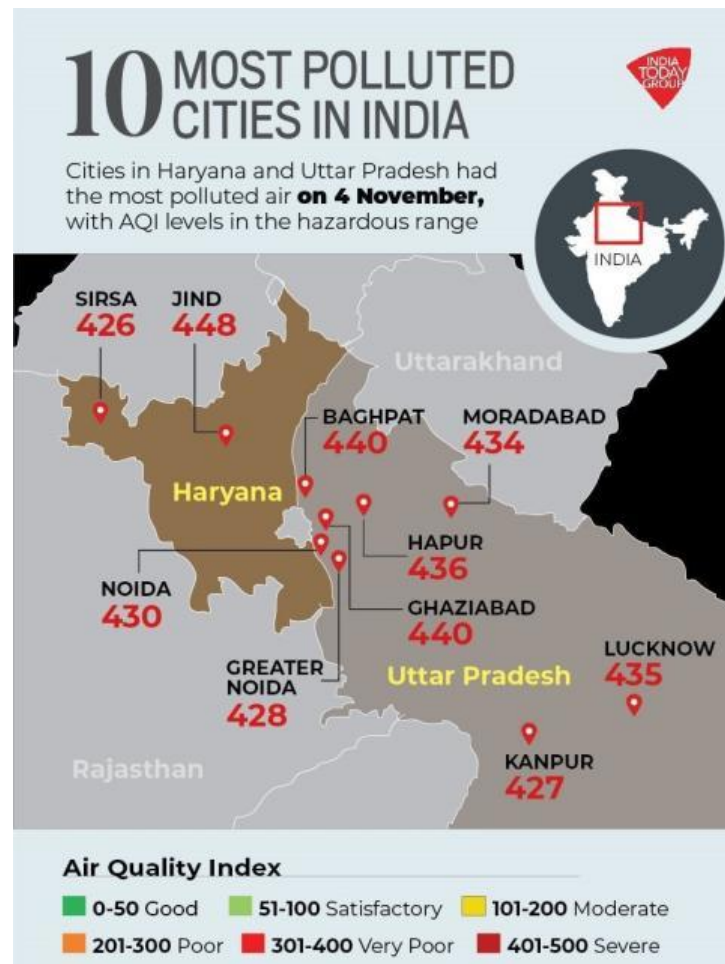 10 MOST POLLUTED
CITIES IN INDIA
INDIA
TODAY
GROUP
Cities in Haryana and Uttar Pradesh had
the most polluted air on 4 November,
with AQI levels in the hazardous range
INDIA
SIRSA
426
JIND
448
Uttarakhand
BAGHPAT
440
MORADABAD
434
Haryana
HAPUR
436
NOIDA
430
GHAZIABAD
440
GREATER
NOIDA
428
Uttar Pradesh
LUCKNOW
435
Rajasthan
KANPUR
427
Air Quality Index
0-50 Good 51-100 Satisfactory 101-200 Moderate
201-300 Poor 301-400 Very Poor 401-500 Severe